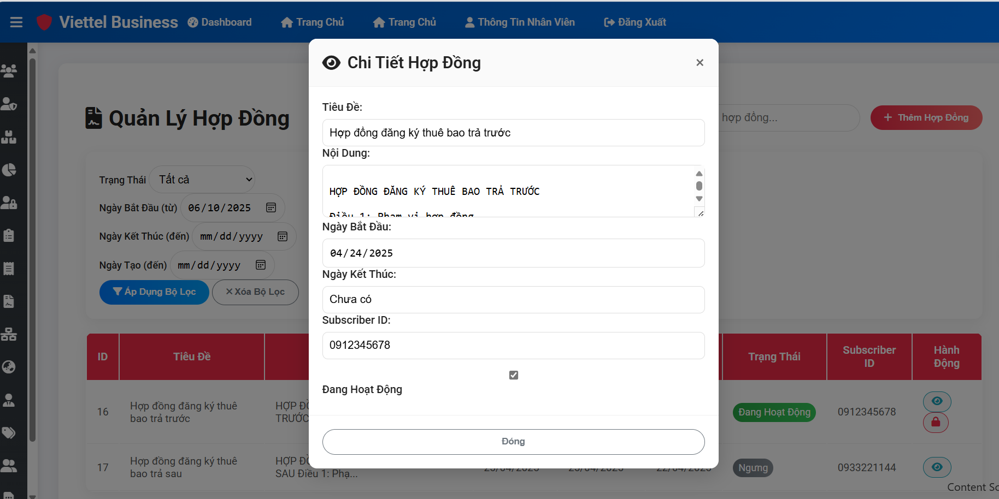 Viettel Business Dashboard Trang Chủ Trang Chủ Thông Tin Nhân Viên Đăng Xuất
Chi Tiết Hợp Đồng ×
Tiêu Đề:
Hợp đồng đăng ký thuê bao trả trước
Nội Dung:
HỢP ĐỒNG ĐĂNG KÝ THUÊ BAO TRẢ TRƯỚC
Điều 1: Phạm vi hợp đồng
Ngày Bắt Đầu:
04/24/2025
Ngày Kết Thúc:
Chưa có
Subscriber ID:
0912345678
Đang Hoạt Động
Đóng
Quản Lý Hợp Đồng
hợp đồng...
+ Thêm Hợp Đồng
Trạng Thái Tất cả
Ngày Bắt Đầu (từ) 06/10/2025
Ngày Kết Thúc (đến) mm/dd/yyyy
Ngày Tạo (đến) mm/dd/yyyy
Áp Dụng Bộ Lọc ×Xóa Bộ Lọc
ID Tiêu Đề Trạng Thái Subscriber ID Hành Động
16 Hợp đồng đăng ký thuê bao trả trước HỢP ĐỒ TRƯỚC Đang Hoạt Động 0912345678
17 Hợp đồng đăng ký thuê bao trả sau HỢP ĐỒ SAU Điều 1: Phạ... Ngưng 0933221144
Content Sc